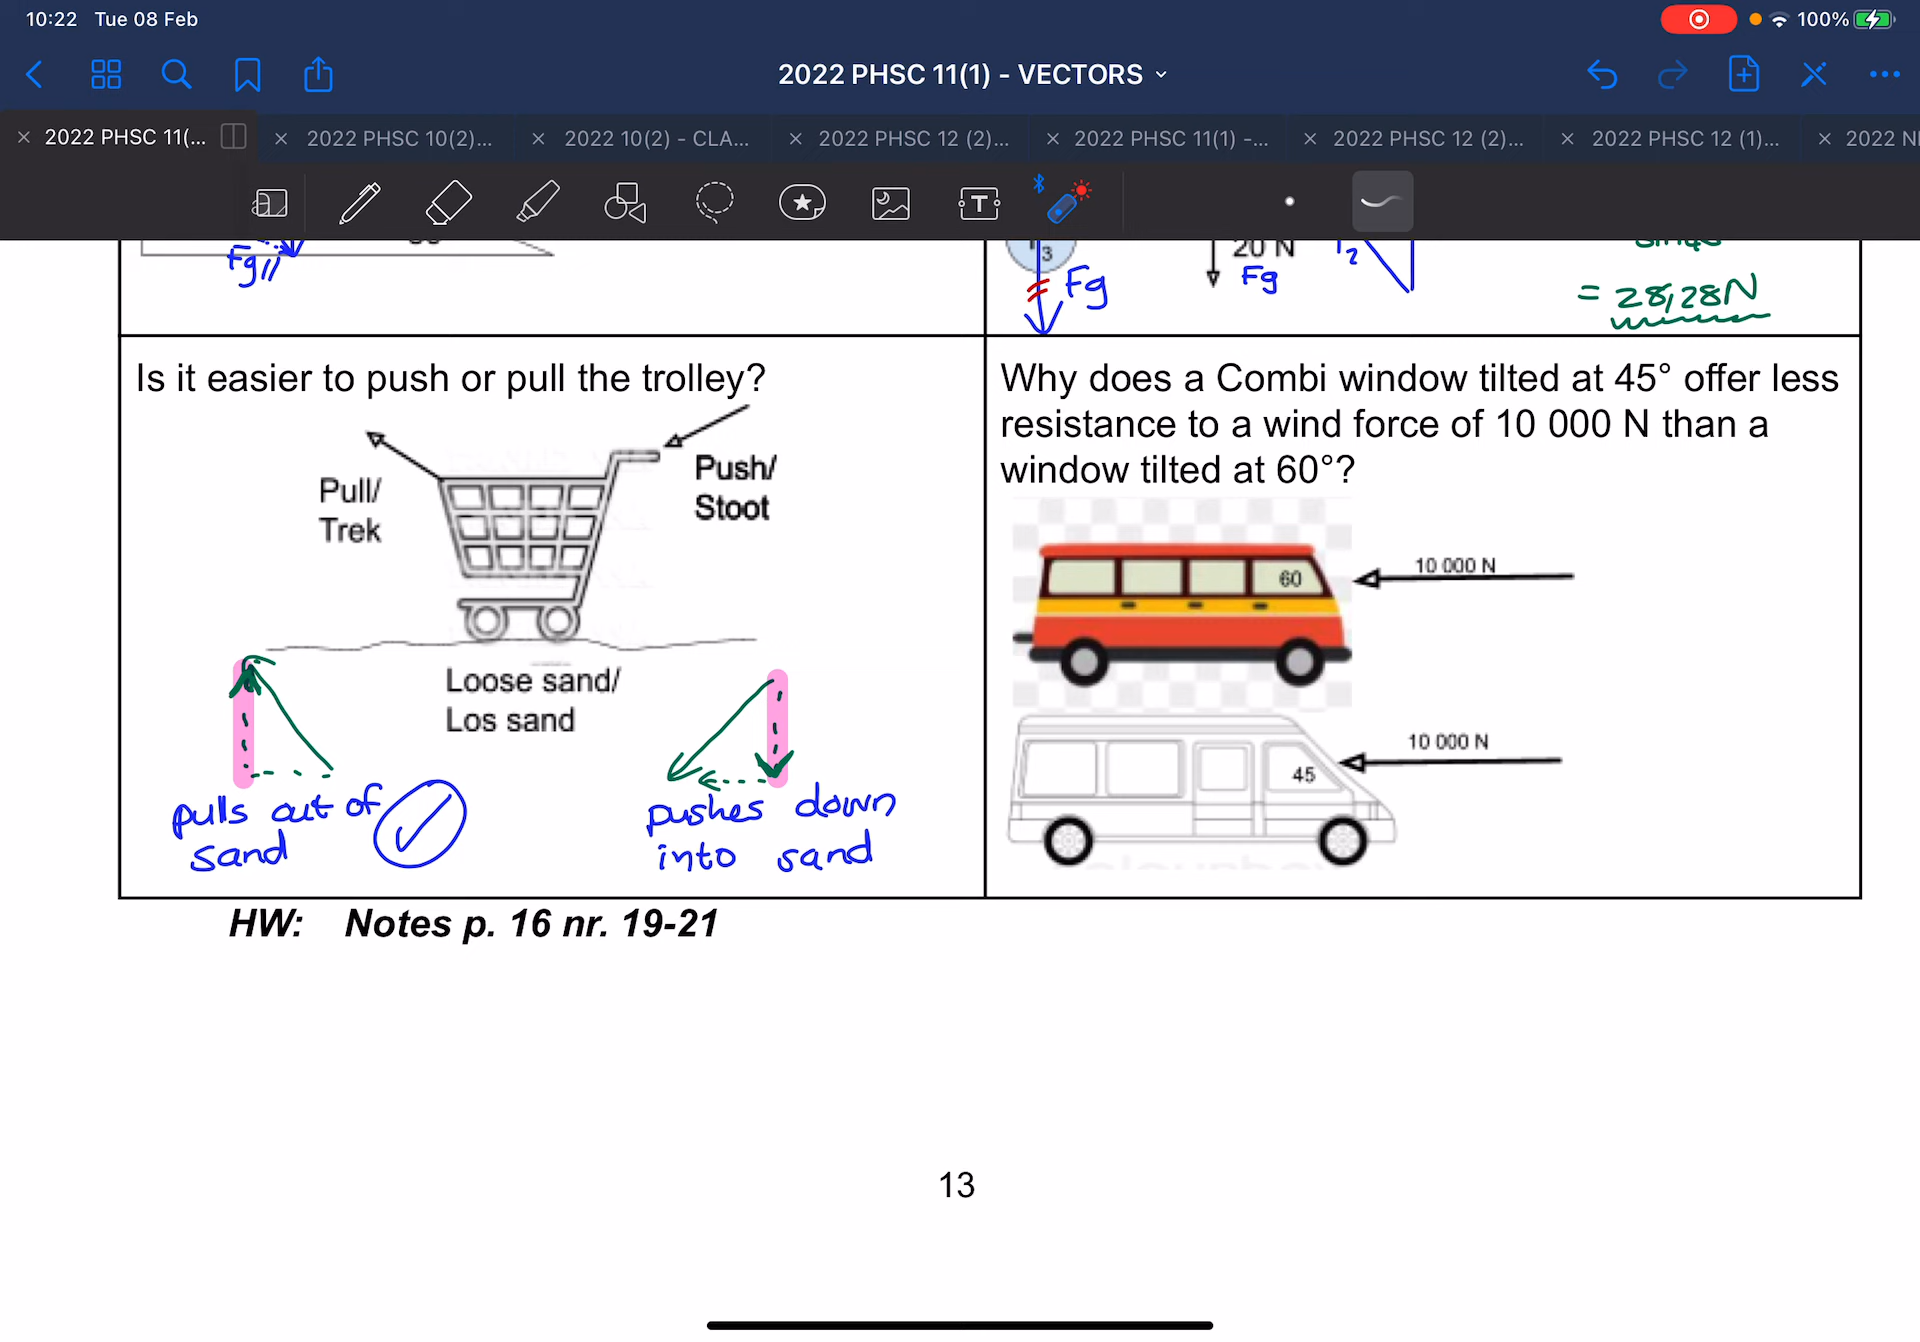 10:22 Tue 08 Feb
100%
2022 PHSC 11(1) - VECTORS
2022 PHSC 11(...
2022 PHSC 10(2)...
2022 10(2) - CLA...
2022 PHSC 12 (2)...
2022 PHSC 11(1) -...
2022 PHSC 12 (2)...
2022 PHSC 12 (1)...
2022 N
T
Fg//
3
Fg
20 N
Fg
= 28,28N
Is it easier to push or pull the trolley?
Pull/
Trek
Push/
Stoot
Loose sand/
Los sand
pulls out of
sand
pushes down
into sand
Why does a Combi window tilted at 45° offer less
resistance to a wind force of 10 000 N than a
window tilted at 60°?
60
10 000 N
45
10 000 N
HW: Notes p. 16 nr. 19-21
13